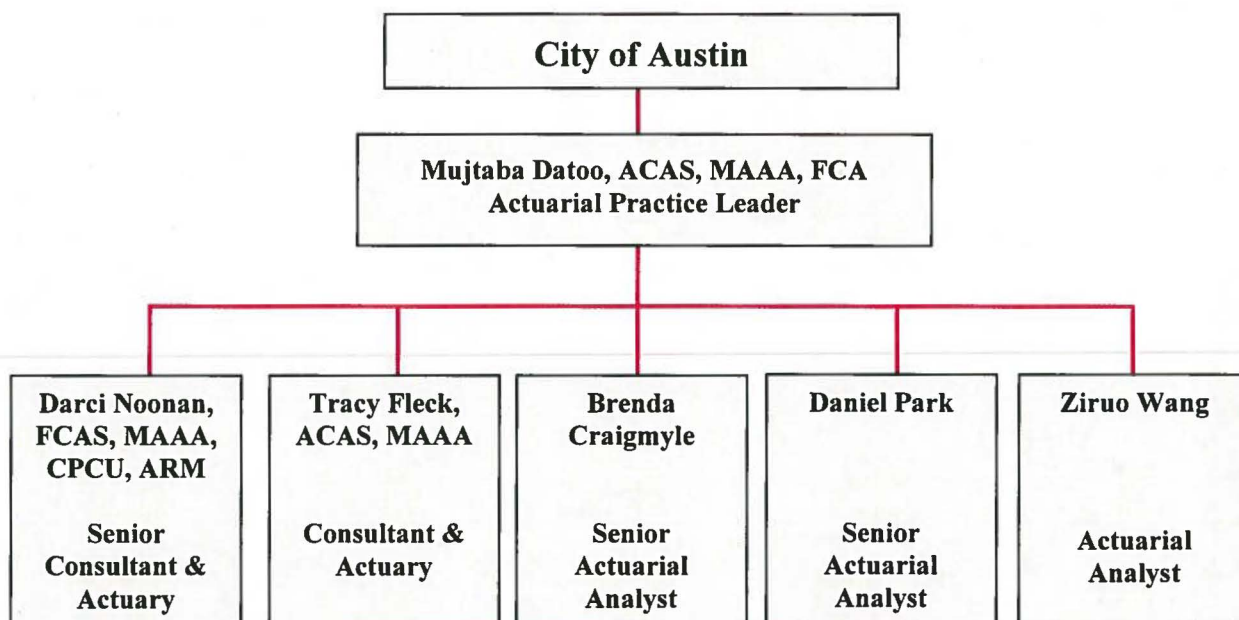 City of Austin
Mujtaba Datoo, ACAS, MAAA, FCA
Actuarial Practice Leader
Darci Noonan,
FCAS, MAAA,
CPCU, ARM
Senior
Consultant &
Actuary
Tracy Fleck,
ACAS, MAAA
Consultant &
Actuary
Brenda
Craigmyle
Senior
Actuarial
Analyst
Daniel Park
Senior
Actuarial
Analyst
Ziruo Wang
Actuarial
Analyst